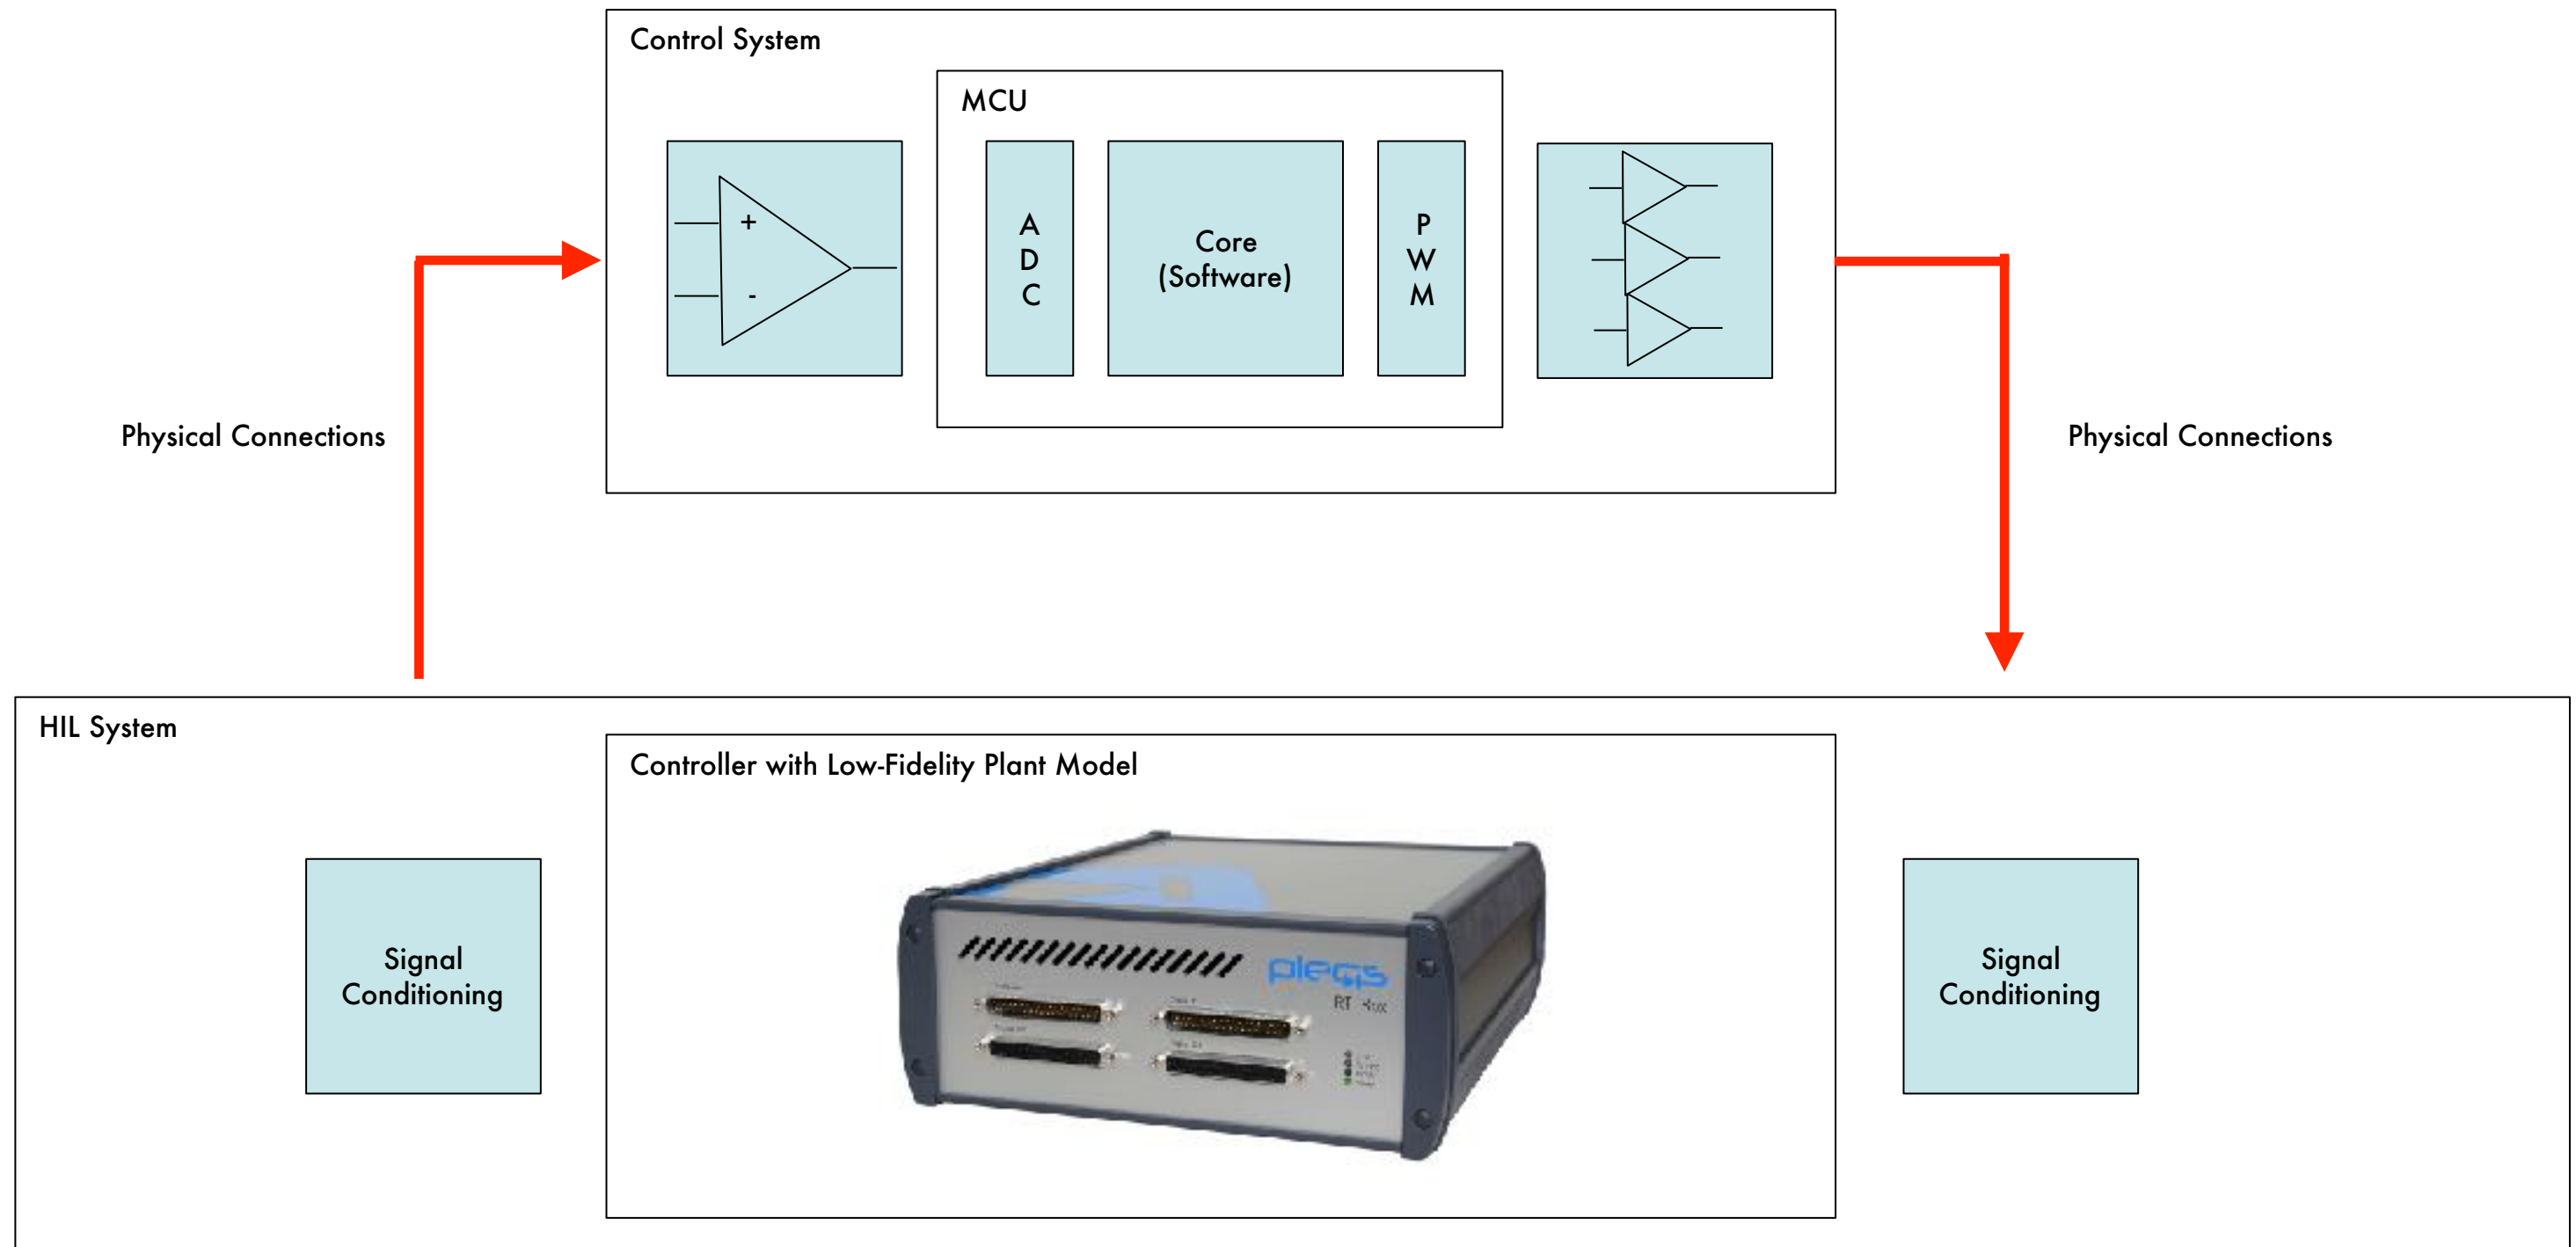 Control System
MCU
+
-
A
D
C
Core
(Software)
P
W
M
Physical Connections
Physical Connections
HIL System
Controller with Low-Fidelity Plant Model
Signal
Conditioning
plecs
RT Box
Signal
Conditioning